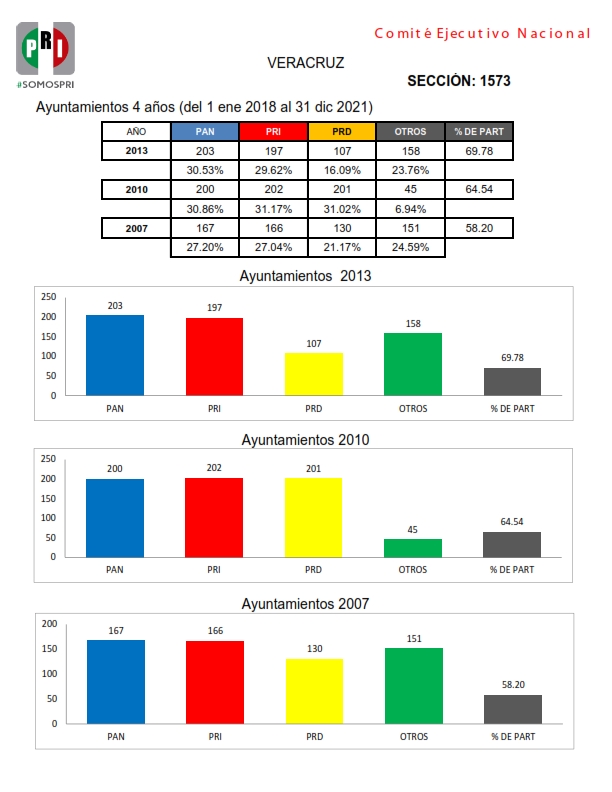 Comité Ejecutivo Nacional
PRI
#SOMOSPRI
VERACRUZ
SECCIÓN: 1573
Ayuntamientos 4 años (del 1 ene 2018 al 31 dic 2021)
AÑO PAN PRI PRD OTROS % DE PART
2013 203 197 107 158 69.78
30.53% 29.62% 16.09% 23.76%
2010 200 202 201 45 64.54
30.86% 31.17% 31.02% 6.94%
2007 167 166 130 151 58.20
27.20% 27.04% 21.17% 24.59%
Ayuntamientos 2013
250
203 197
200
158
150
107
100
69.78
50
0
PAN PRI PRD OTROS % DE PART
Ayuntamientos 2010
250
200 202 201
200
150
100
64.54
45
50
0
PAN PRI PRD OTROS % DE PART
Ayuntamientos 2007
200
167 166
151
150
130
100
58.20
50
0
PAN PRI PRD OTROS % DE PART